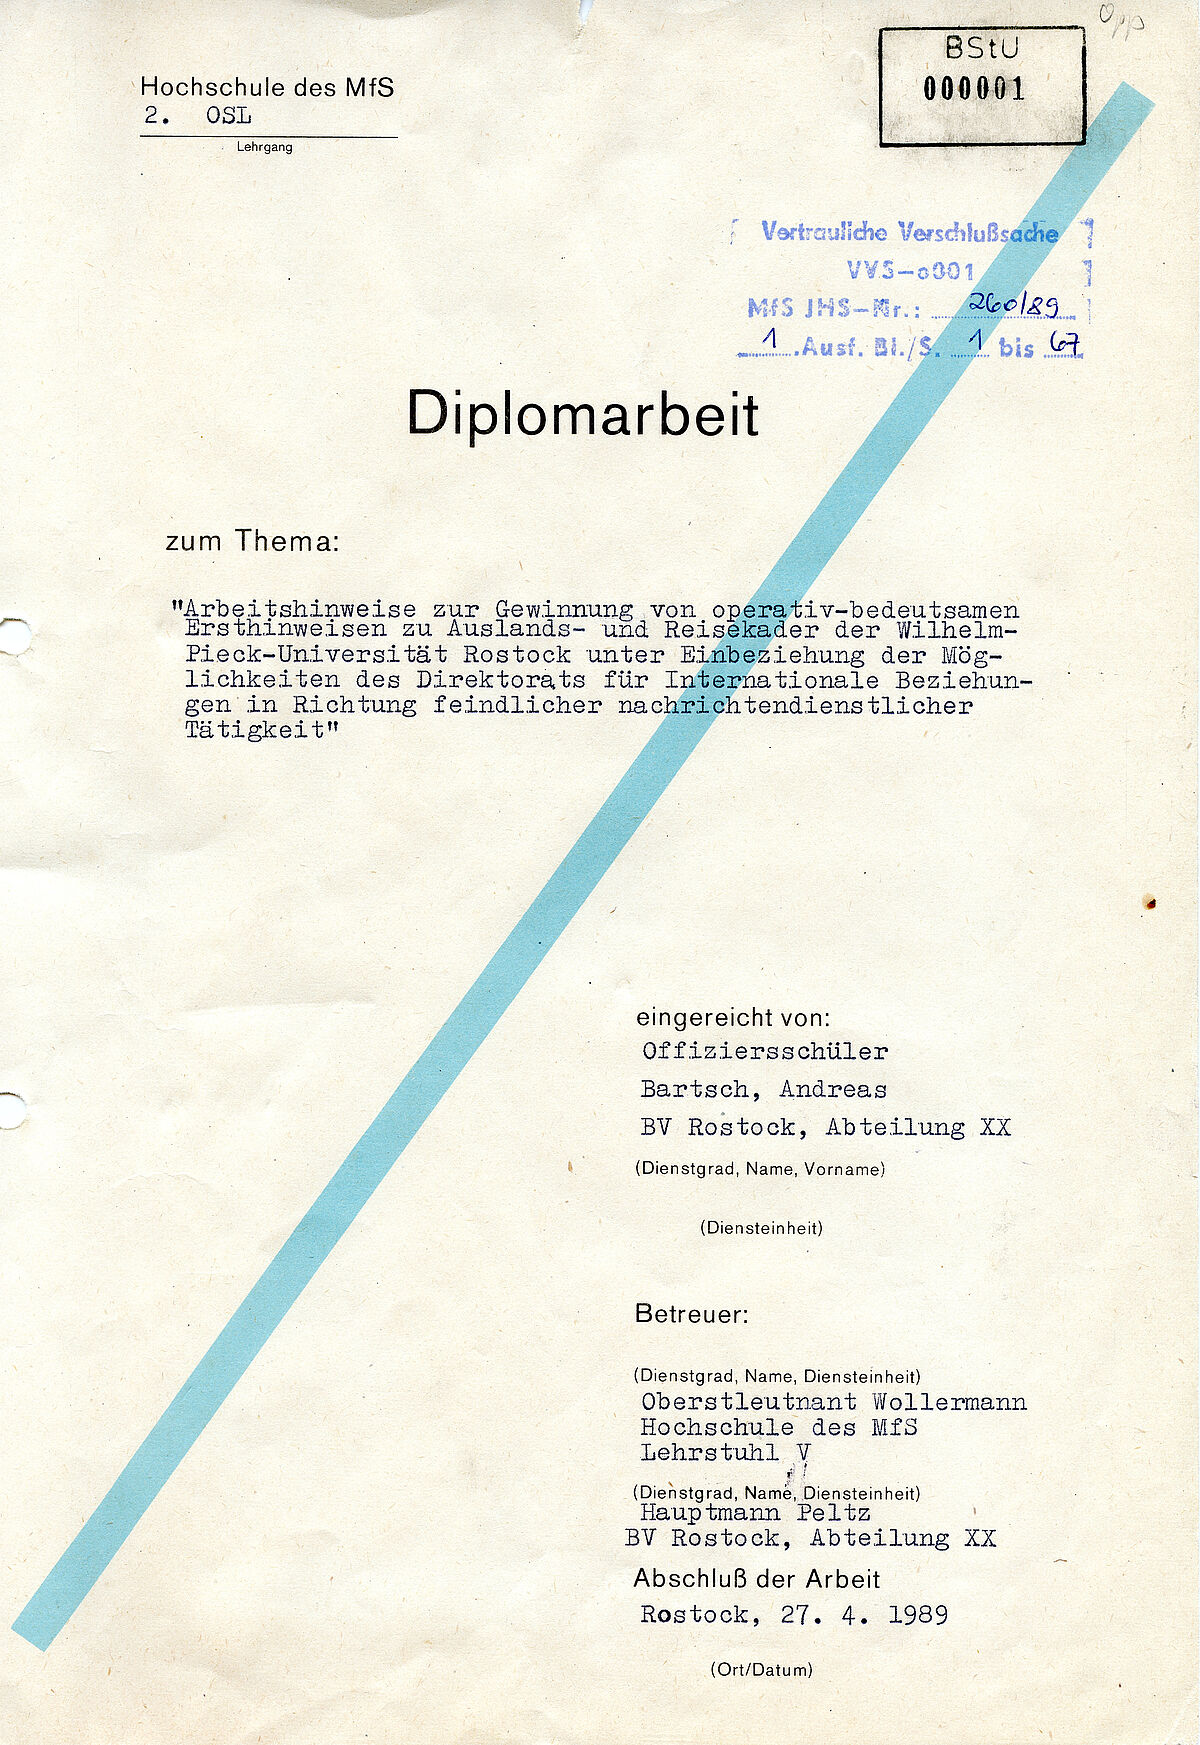 Opp
BStU
000001
Hochschule des MfS
2. OSL
Lehrgang
Vertrauliche Verschlußsache
VVS-o001
MfS JHS-Nr.: 260/89
1 .Ausf. Bl./S. 1 bis 67
Diplomarbeit
zum Thema:
"Arbeitshinweise zur Gewinnung von operativ-bedeutsamen
Ersthinweisen zu Auslands- und Reisekader der Wilhelm-
Pieck-Universität Rostock unter Einbeziehung der Mög-
lichkeiten des Direktorats für Internationale Beziehun-
gen in Richtung feindlicher nachrichtendienstlicher
Tätigkeit"
eingereicht von:
Offiziersschüler
Bartsch, Andreas
BV Rostock, Abteilung XX
(Dienstgrad, Name, Vorname)
(Diensteinheit)
Betreuer:
(Dienstgrad, Name, Diensteinheit)
Oberstleutnant Wollermann
Hochschule des MfS
Lehrstuhl V
(Dienstgrad, Name, Diensteinheit)
Hauptmann Peltz
BV Rostock, Abteilung XX
Abschluß der Arbeit
Rostock, 27. 4. 1989
(Ort/Datum)